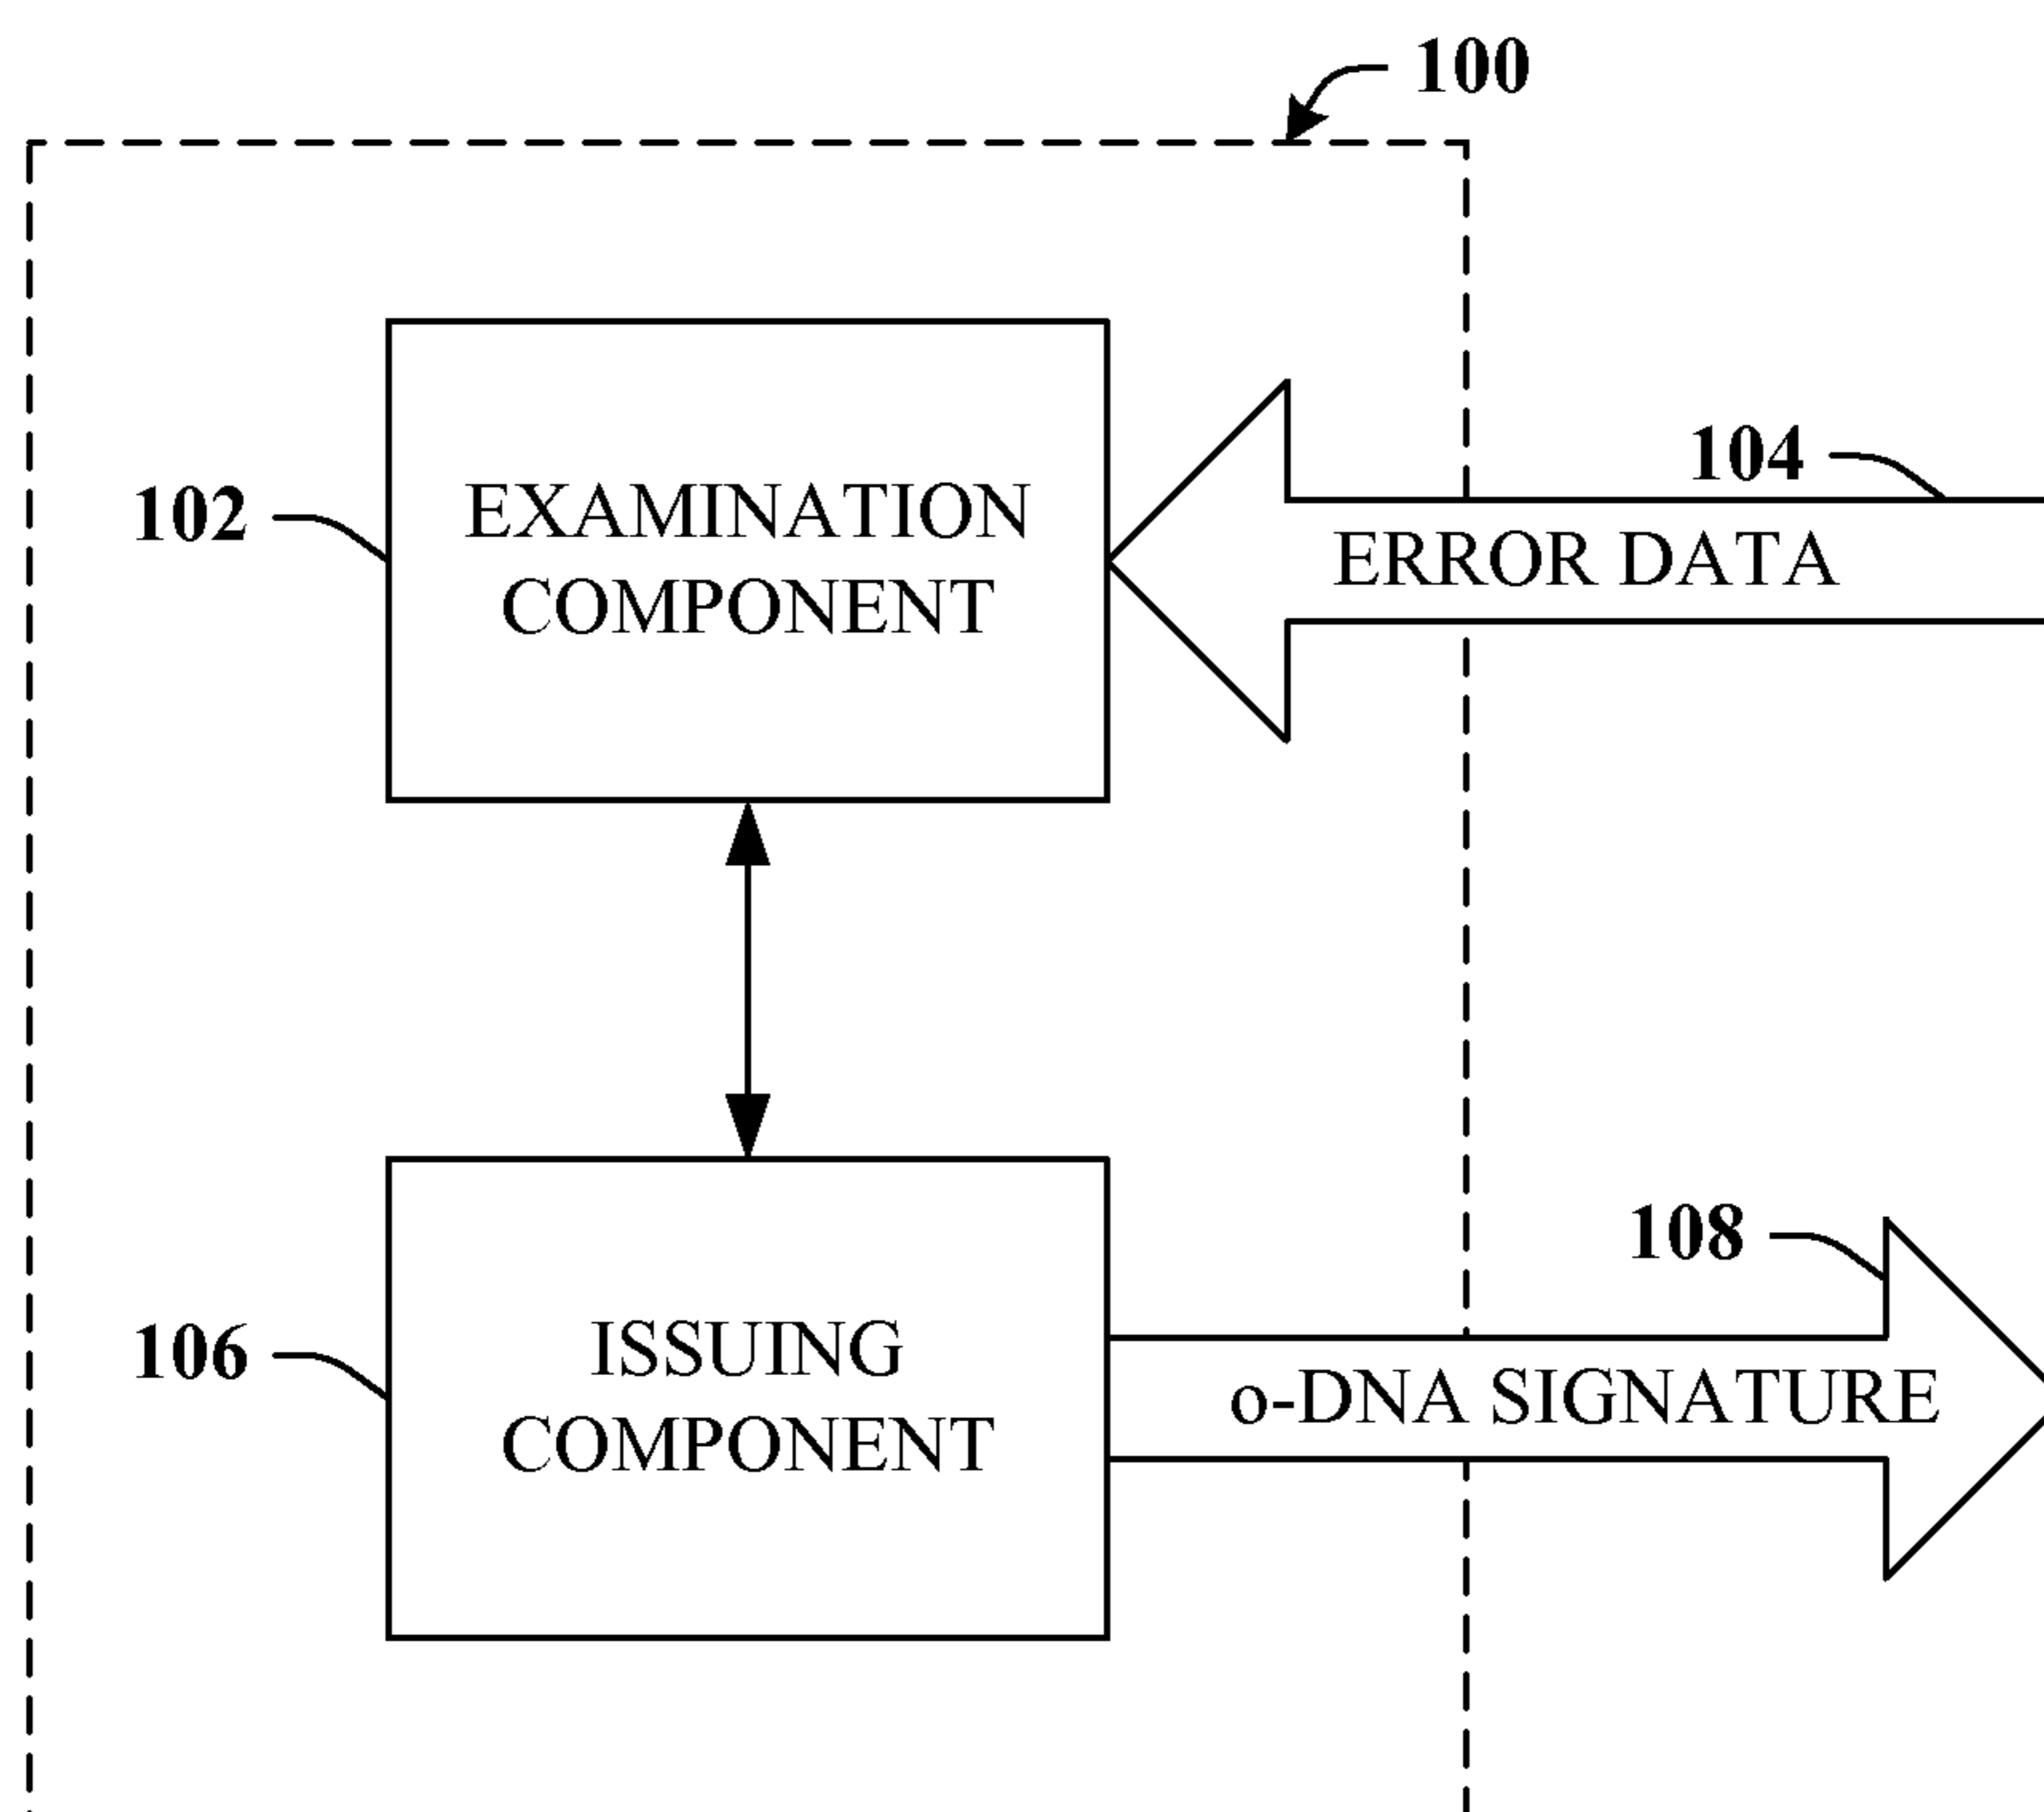 100
102
EXAMINATION
COMPONENT
104
ERROR DATA
106
ISSUING
COMPONENT
108
o-DNA SIGNATURE